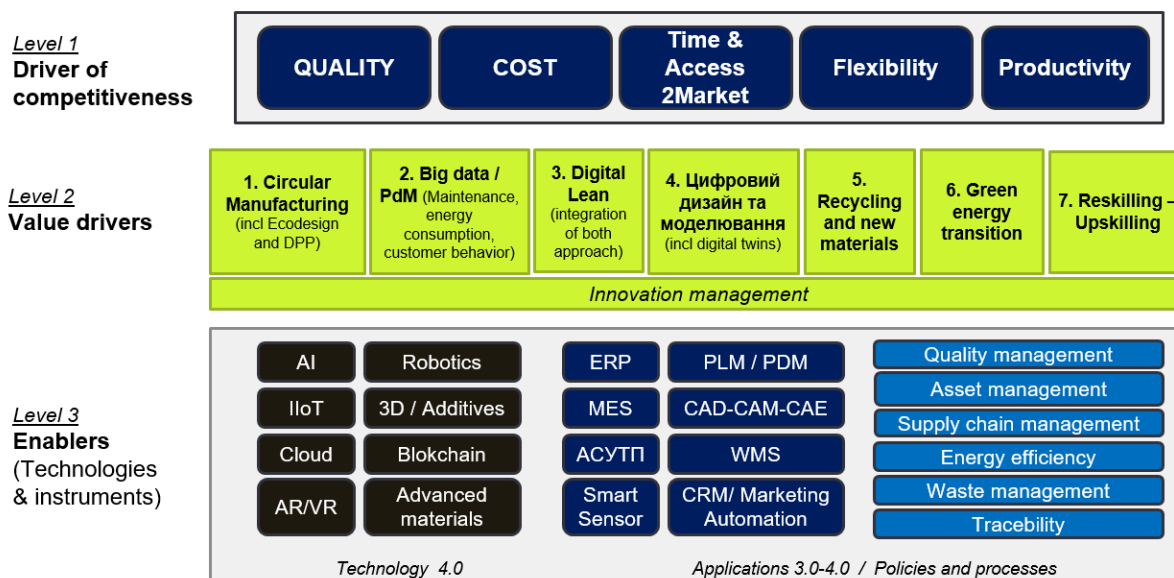 Level 1
Driver of
competitiveness
QUALITY
COST
Time &
Access
2Market
Flexibility
Productivity
Level 2
Value drivers
1. Circular
Manufacturing
(incl Ecodesign
and DPP)
2. Big data /
PdM (Maintenance,
energy
consumption,
customer behavior)
3. Digital
Lean
(integration
of both
approach)
4. Цифровий
дизайн та
моделювання
(incl digital twins)
5.
Recycling
and new
materials
6. Green
energy
transition
7. Reskilling –
Upskilling
Innovation management
Level 3
Enablers
(Technologies
& instruments)
AI
Robotics
IIoT
3D / Additives
Cloud
Blokchain
AR/VR
Advanced
materials
Technology 4.0
ERP
PLM / PDM
MES
CAD-CAM-CAE
АСУТП
WMS
Smart
Sensor
CRM/ Marketing
Automation
Quality management
Asset management
Supply chain management
Energy efficiency
Waste management
Tracebility
Applications 3.0-4.0 / Policies and processes